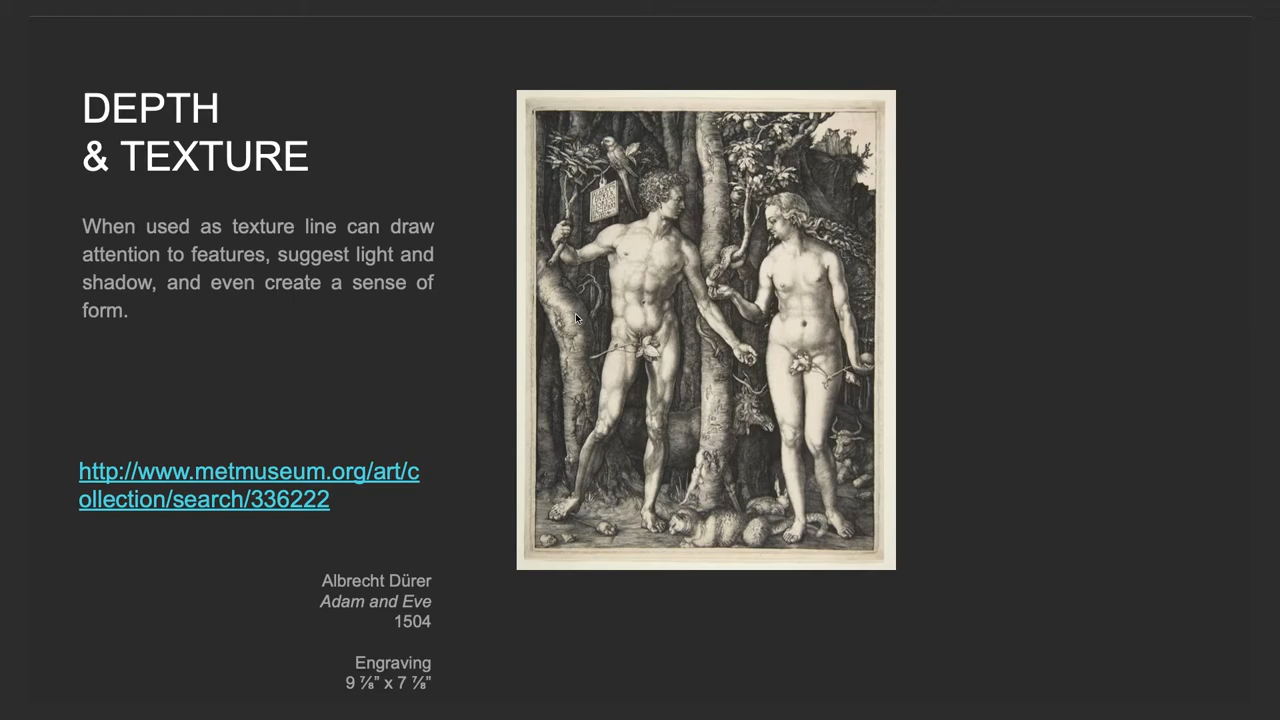 DEPTH
& TEXTURE
When used as texture line can draw
attention to features, suggest light and
shadow, and even create a sense of
form.
http://www.metmuseum.org/art/c
ollection/search/336222
Albrecht Dürer
Adam and Eve
1504
Engraving
9 ⅞” x 7 ⅞”